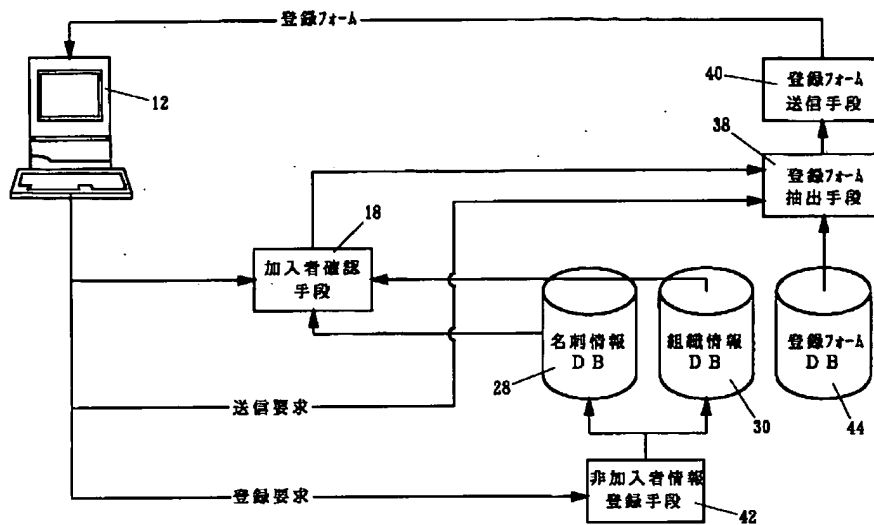 登録フォーム
40
登録フォーム
送信手段
12
38
登録フォーム
抽出手段
18
加入者確認
手段
名刺情報
DB
組織情報
DB
登録フォーム
DB
28
30
44
送信要求
非加入者情報
登録手段
登録要求
42